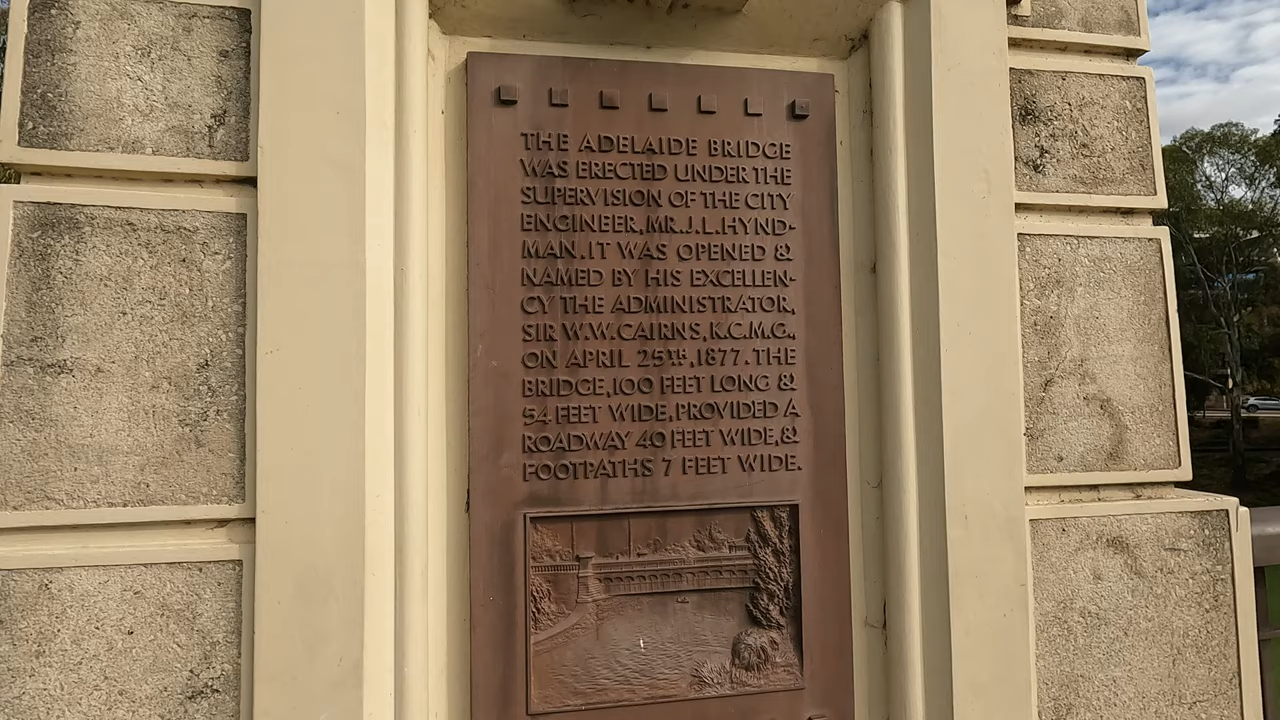 THE ADELAIDE BRIDGE
WAS ERECTED UNDER THE
SUPERVISION OF THE CITY
ENGINEER, MR. J. L. HYND-
MAN. IT WAS OPENED &
NAMED BY HIS EXCELLEN-
CY THE ADMINISTRATOR,
SIR W. W. CAIRNS, K.C.M.G.,
ON APRIL 25TH, 1877. THE
BRIDGE, 100 FEET LONG &
54 FEET WIDE, PROVIDED A
ROADWAY 40 FEET WIDE, &
FOOTPATHS 7 FEET WIDE.